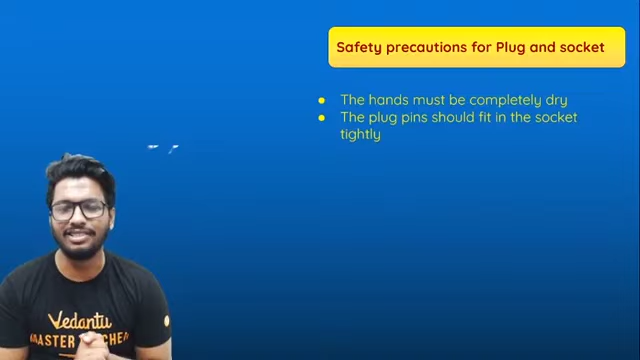 Safety precautions for Plug and socket
● The hands must be completely dry
● The plug pins should fit in the socket
tightly
Vedantu
MASTER